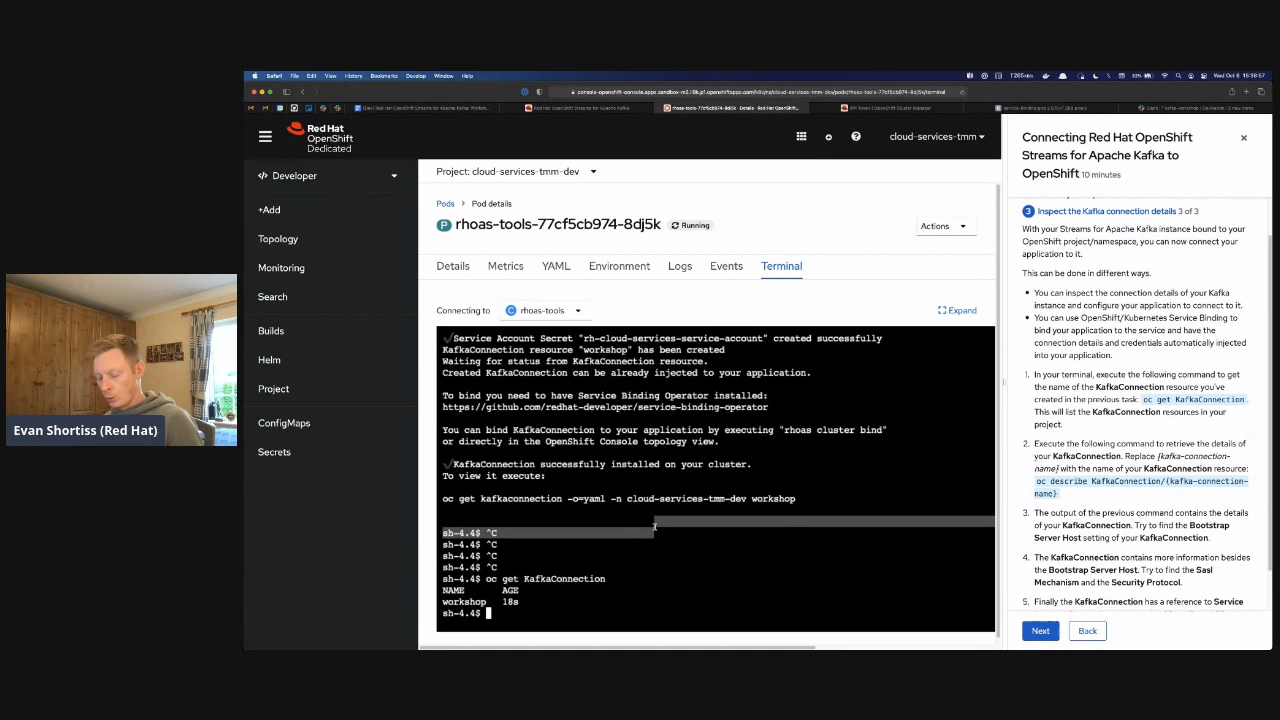 Safari File Edit View History Bookmarks Develop Window Help
Wed Oct 6
Red Hat
OpenShift
Dedicated
cloud-services-tmm
Developer
+Add
Topology
Monitoring
Search
Builds
Helm
Project
ConfigMaps
Secrets
Project: cloud-services-tmm-dev
Pods > Pod details
P rhoas-tools-77cf5cb974-8dj5k Running
Actions
Details Metrics YAML Environment Logs Events Terminal
Connecting to C rhoas-tools
Expand
✓Service Account Secret "rh-cloud-services-service-account" created successfully
KafkaConnection resource "workshop" has been created
Waiting for status from KafkaConnection resource.
Created KafkaConnection can be already injected to your application.
To bind you need to have Service Binding Operator installed:
https://github.com/redhat-developer/service-binding-operator
You can bind KafkaConnection to your application by executing "rhoas cluster bind"
or directly in the OpenShift Console topology view.
✓KafkaConnection successfully installed on your cluster.
To view it execute:
oc get kafkaconnection -o=yaml -n cloud-services-tmm-dev workshop
sh-4.4$ ^C
sh-4.4$ ^C
sh-4.4$ ^C
sh-4.4$ ^C
sh-4.4$ oc get KafkaConnection
NAME AGE
workshop 18s
sh-4.4$
Connecting Red Hat OpenShift
Streams for Apache Kafka to
OpenShift 10 minutes
3 Inspect the Kafka connection details 3 of 3
With your Streams for Apache Kafka instance bound to your
OpenShift project/namespace, you can now connect your
application to it.
This can be done in different ways.
• You can inspect the connection details of your Kafka
instance and configure your application to connect to it.
• You can use OpenShift/Kubernetes Service Binding to
bind your application to the service and have the
connection details and credentials automatically injected
into your application.
1. In your terminal, execute the following command to get
the name of the KafkaConnection resource you've
created in the previous task: oc get KafkaConnection .
This will list the KafkaConnection resources in your
project.
2. Execute the following command to retrieve the details of
your KafkaConnection. Replace {kafka-connection-
name} with the name of your KafkaConnection resource:
oc describe KafkaConnection/{kafka-connection-
name}
3. The output of the previous command contains the details
of your KafkaConnection. Try to find the Bootstrap
Server Host setting of your KafkaConnection.
4. The KafkaConnection contains more information besides
the Bootstrap Server Host. Try to find the Sasl
Mechanism and the Security Protocol.
5. Finally the KafkaConnection has a reference to Service
Next Back
Evan Shortiss (Red Hat)